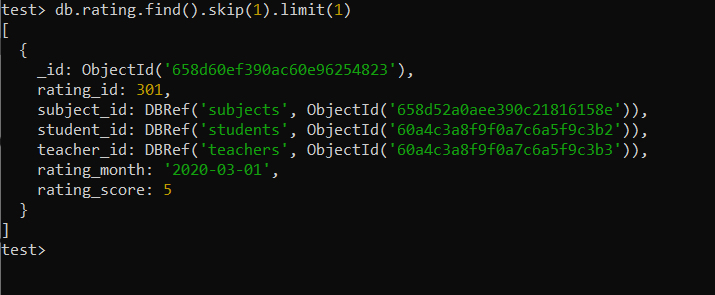 test> db.rating.find().skip(1).limit(1)
[
  {
    _id: ObjectId('658d60ef390ac60e96254823'),
    rating_id: 301,
    subject_id: DBRef('subjects', ObjectId('658d52a0aee390c21816158e')),
    student_id: DBRef('students', ObjectId('60a4c3a8f9f0a7c6a5f9c3b2')),
    teacher_id: DBRef('teachers', ObjectId('60a4c3a8f9f0a7c6a5f9c3b3')),
    rating_month: '2020-03-01',
    rating_score: 5
  }
]
test>